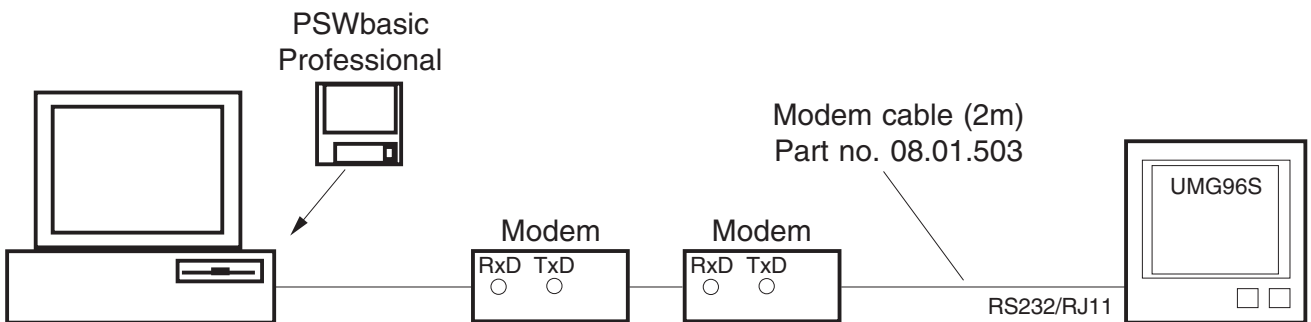 PSWbasic
Professional
Modem cable (2m)
Part no. 08.01.503
UMG96S
Modem
Modem
RxD TxD
RxD TxD
RS232/RJ11